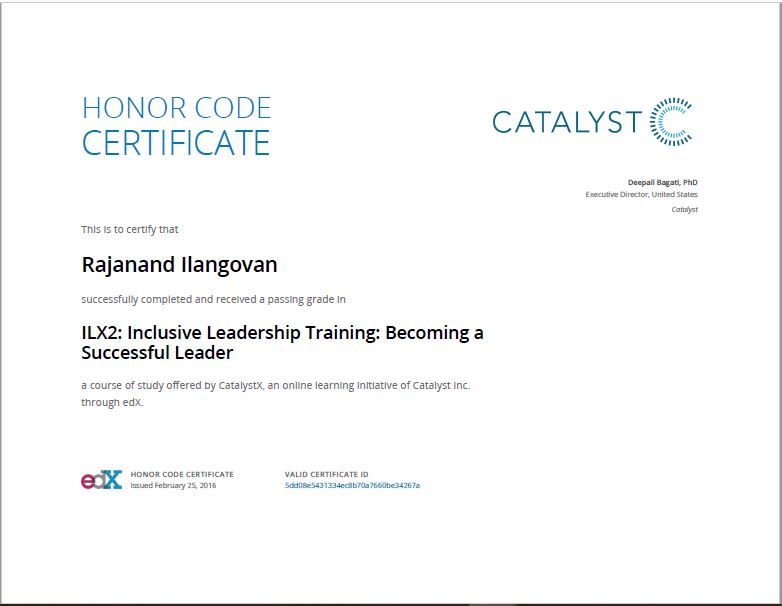 HONOR CODE
CERTIFICATE
CATALYST
Deepali Bagati, PhD
Executive Director, United States
Catalyst
This is to certify that
Rajanand Ilangovan
successfully completed and received a passing grade in
ILX2: Inclusive Leadership Training: Becoming a
Successful Leader
a course of study offered by CatalystX, an online learning initiative of Catalyst Inc.
through edX.
edX
HONOR CODE CERTIFICATE
Issued February 25, 2016
VALID CERTIFICATE ID
5dd08e5431334ec8b70a7660be34267a